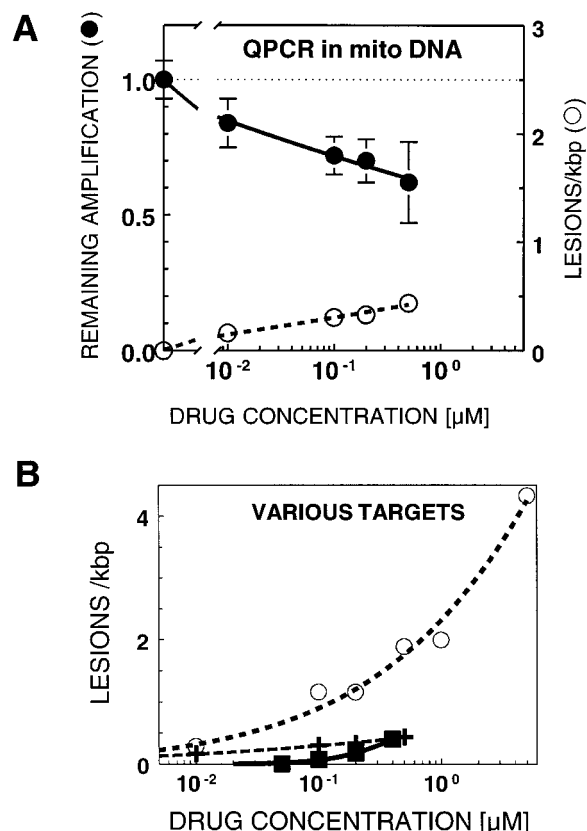 A
QPCR in mito DNA
REMAINING AMPLIFICATION (●)
1.0
0.5
0.0
3
2
1
0
LESIONS/kbp (○)
10⁻² 10⁻¹ 10⁰
DRUG CONCENTRATION [µM]
B
VARIOUS TARGETS
LESIONS /kbp
4
2
0
10⁻² 10⁻¹ 10⁰
DRUG CONCENTRATION [µM]